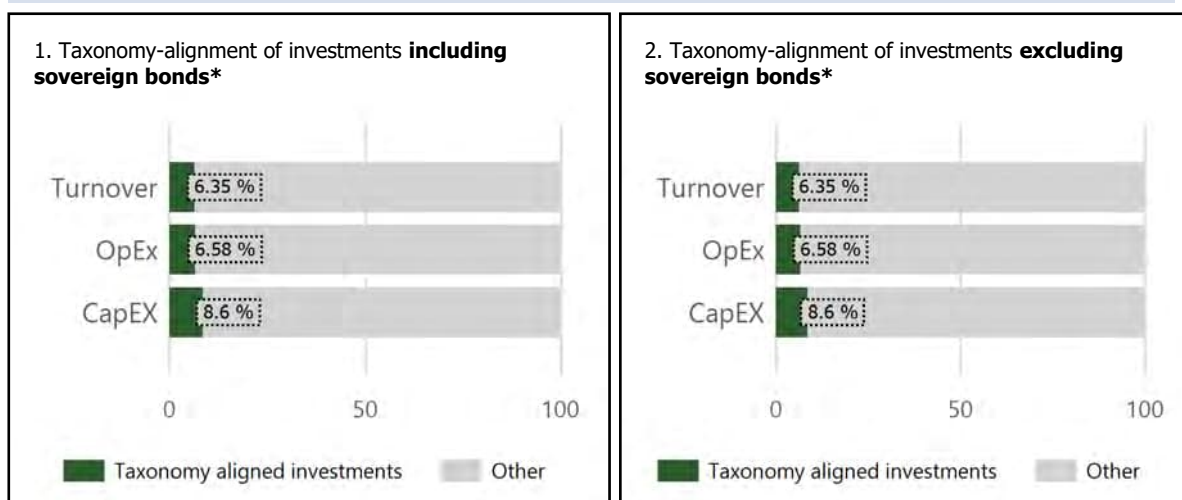 1. Taxonomy-alignment of investments including
sovereign bonds*
Turnover
6.35 %
OpEx
6.58 %
CapEX
8.6 %
0 50 100
Taxonomy aligned investments Other
2. Taxonomy-alignment of investments excluding
sovereign bonds*
Turnover
6.35 %
OpEx
6.58 %
CapEX
8.6 %
0 50 100
Taxonomy aligned investments Other